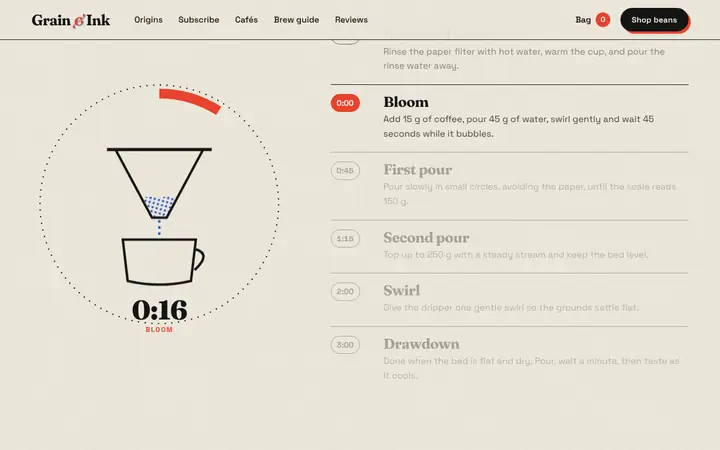 Grain & Ink
Origins
Subscribe
Cafés
Brew guide
Reviews
Bag
0
Shop beans
Rinse the paper filter with hot water, warm the cup, and pour the
rinse water away.
0:00
Bloom
Add 15 g of coffee, pour 45 g of water, swirl gently and wait 45
seconds while it bubbles.
0:45
First pour
Pour slowly in small circles, avoiding the paper, until the scale reads
150 g.
1:15
Second pour
Top up to 250 g with a steady stream and keep the bed level.
2:00
Swirl
Give the dripper one gentle swirl so the grounds settle flat.
3:00
Drawdown
Done when the bed is flat and dry. Pour, wait a minute, then taste as
it cools.
0:16
BLOOM